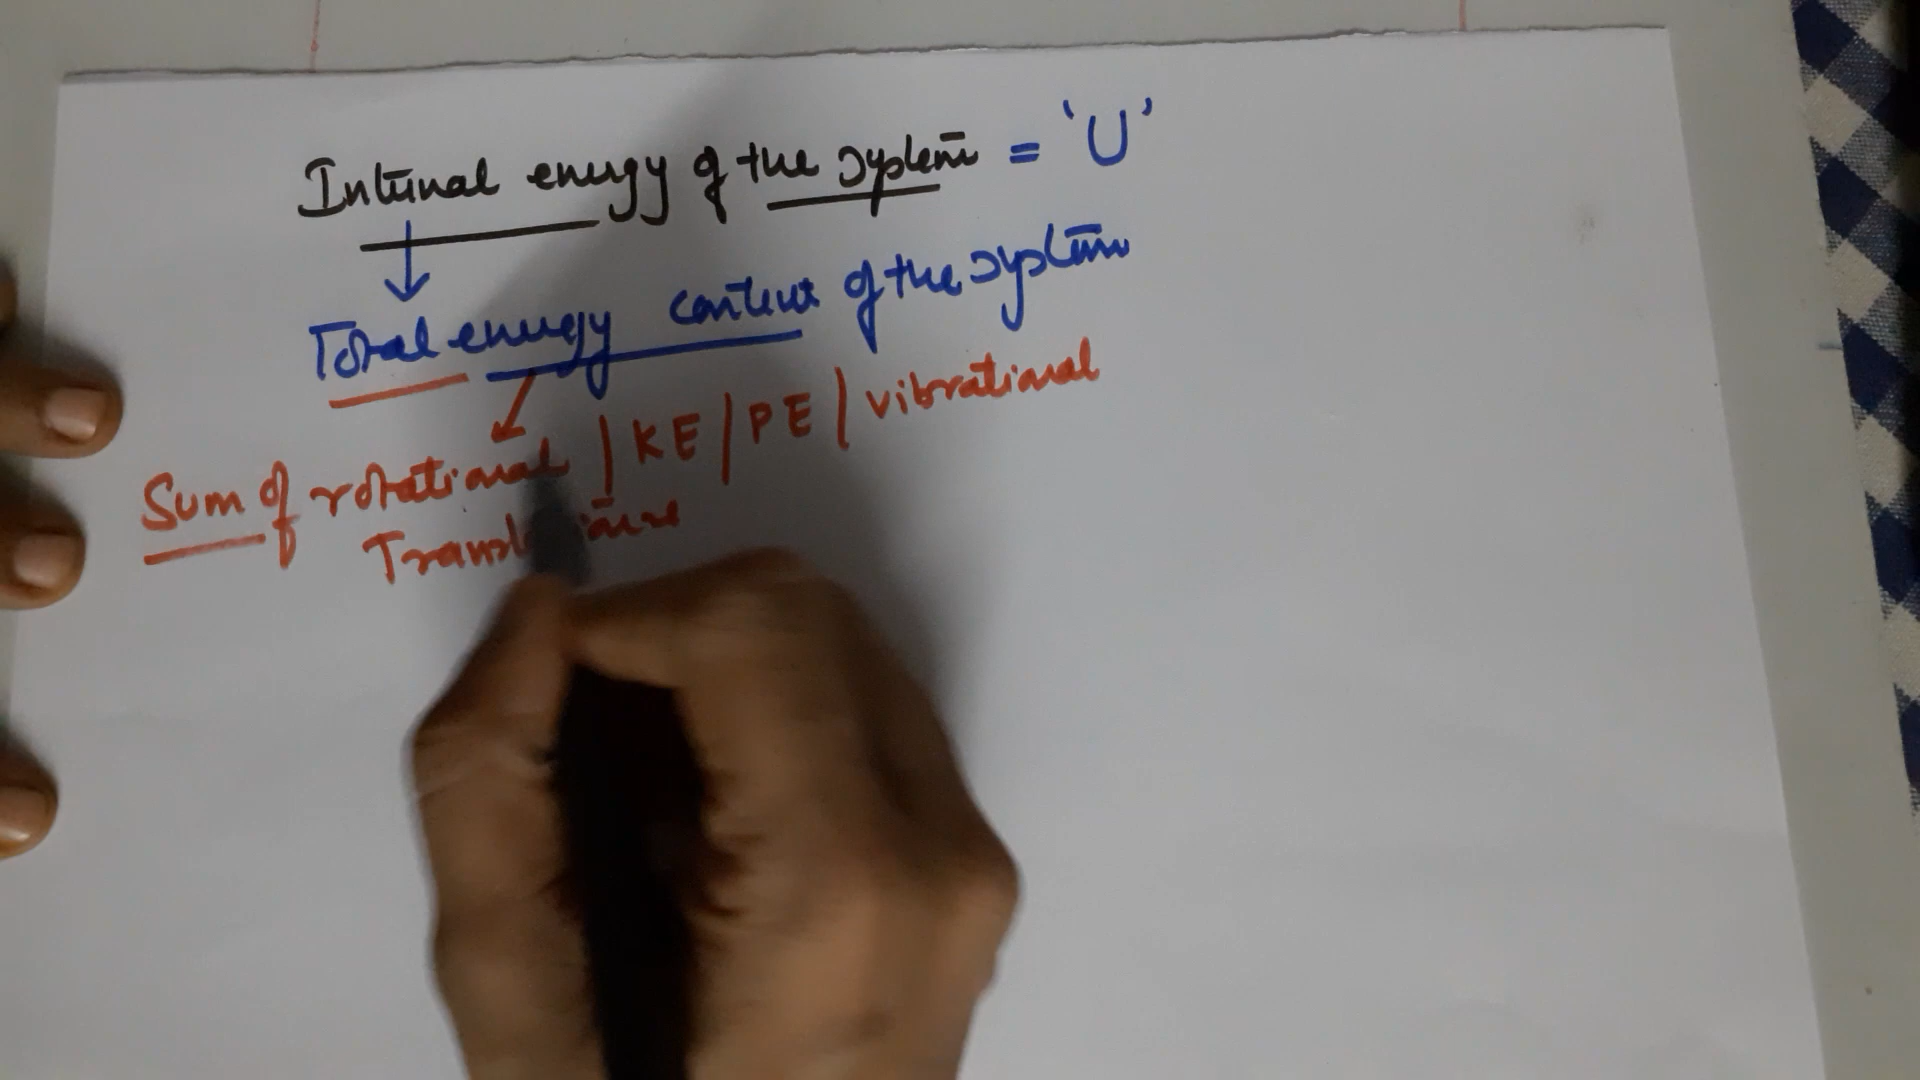 Internal energy of the system = 'U'
Total energy content of the system
Sum of rotational | KE | PE | vibrational